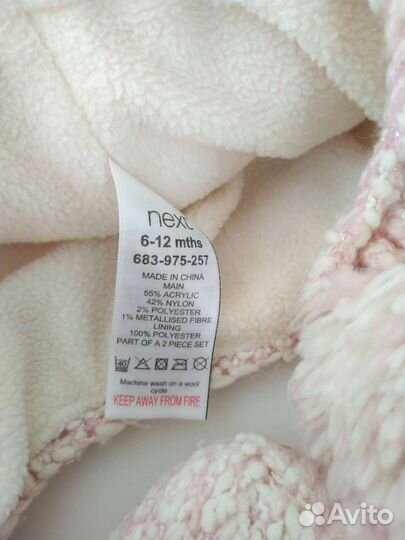 next
6-12 mths
683-975-257
MADE IN CHINA
MAIN
55% ACRYLIC
42% NYLON
2% POLYESTER
1% METALLISED FIBRE
LINING
100% POLYESTER
PART OF A 2 PIECE SET
40
Machine wash on a wool
cycle
KEEP AWAY FROM FIRE
Avito